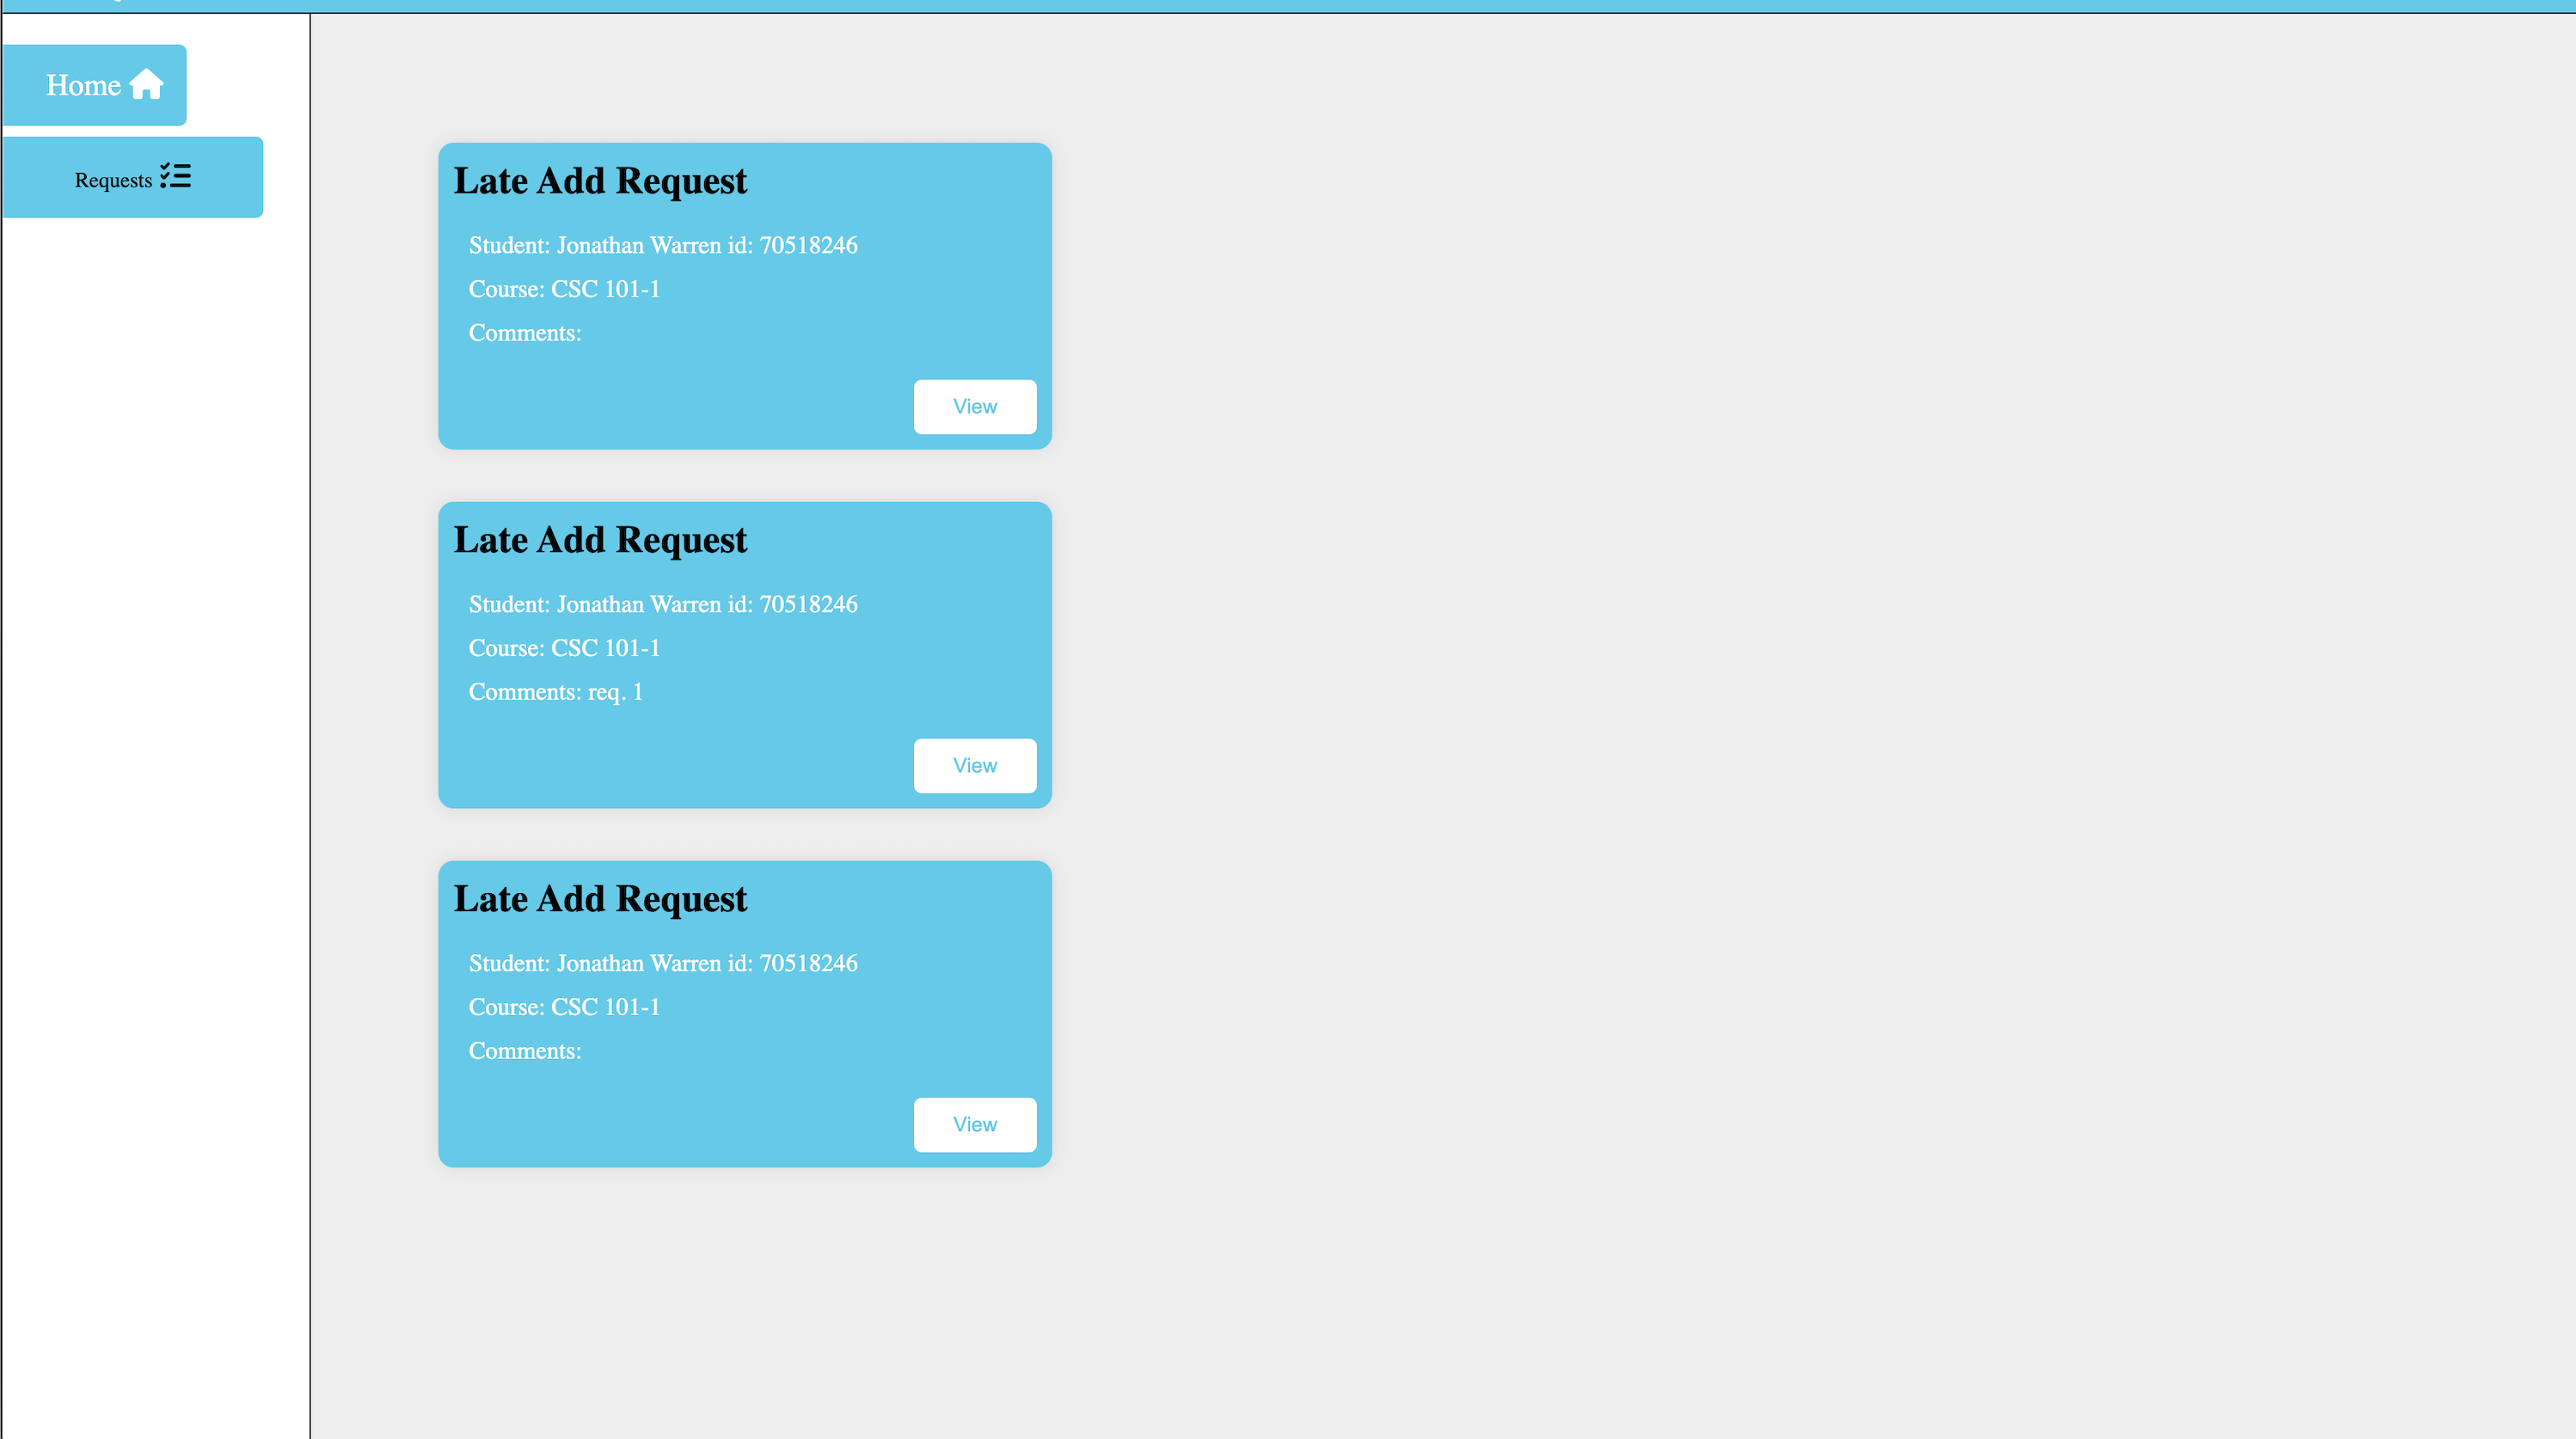 Home
Requests
Late Add Request
Student: Jonathan Warren id: 70518246
Course: CSC 101-1
Comments:
View
Late Add Request
Student: Jonathan Warren id: 70518246
Course: CSC 101-1
Comments: req. 1
View
Late Add Request
Student: Jonathan Warren id: 70518246
Course: CSC 101-1
Comments:
View